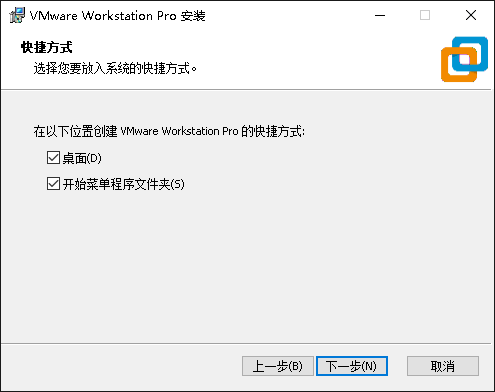 VMware Workstation Pro 安装
快捷方式
选择您要放入系统的快捷方式。
在以下位置创建 VMware Workstation Pro 的快捷方式:
桌面(D)
开始菜单程序文件夹(S)
上一步(B) 下一步(N) 取消